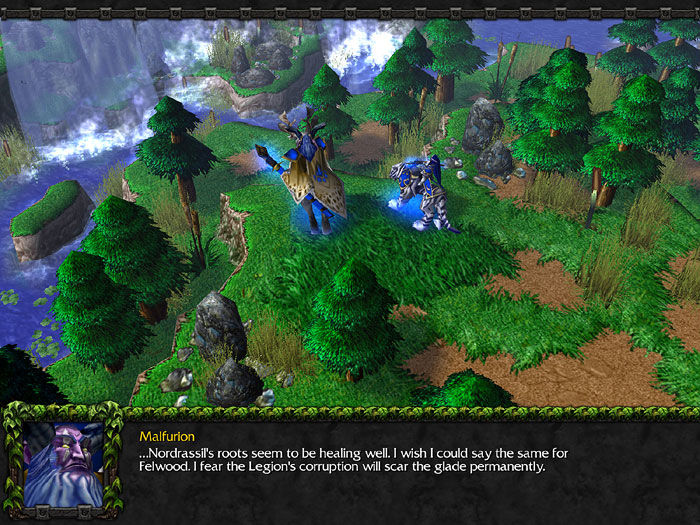 Malfurion
...Nordrassil's roots seem to be healing well. I wish I could say the same for
Felwood. I fear the Legion's corruption will scar the glade permanently.